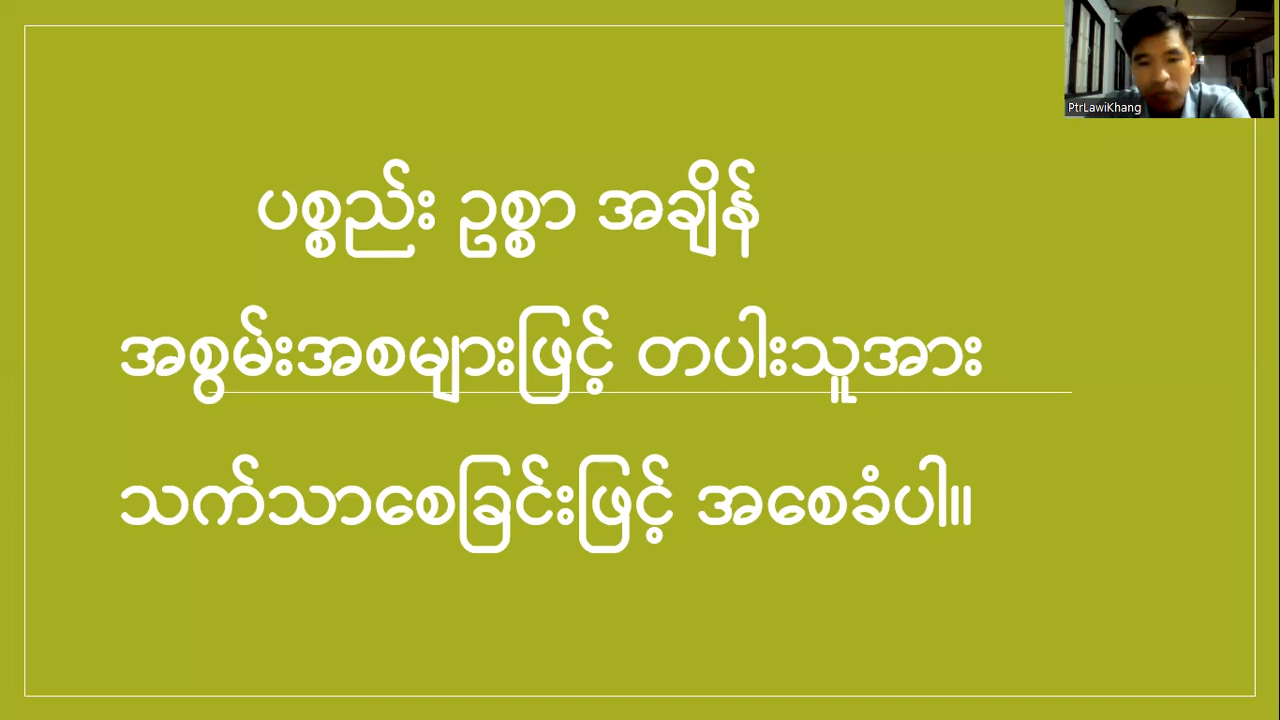 PtrLawiKhang
ပစ္စည်း ဥစ္စာ အချိန်
အစွမ်းအစများဖြင့် တပါးသူအား
သက်သာစေခြင်းဖြင့် အစေခံပါ။